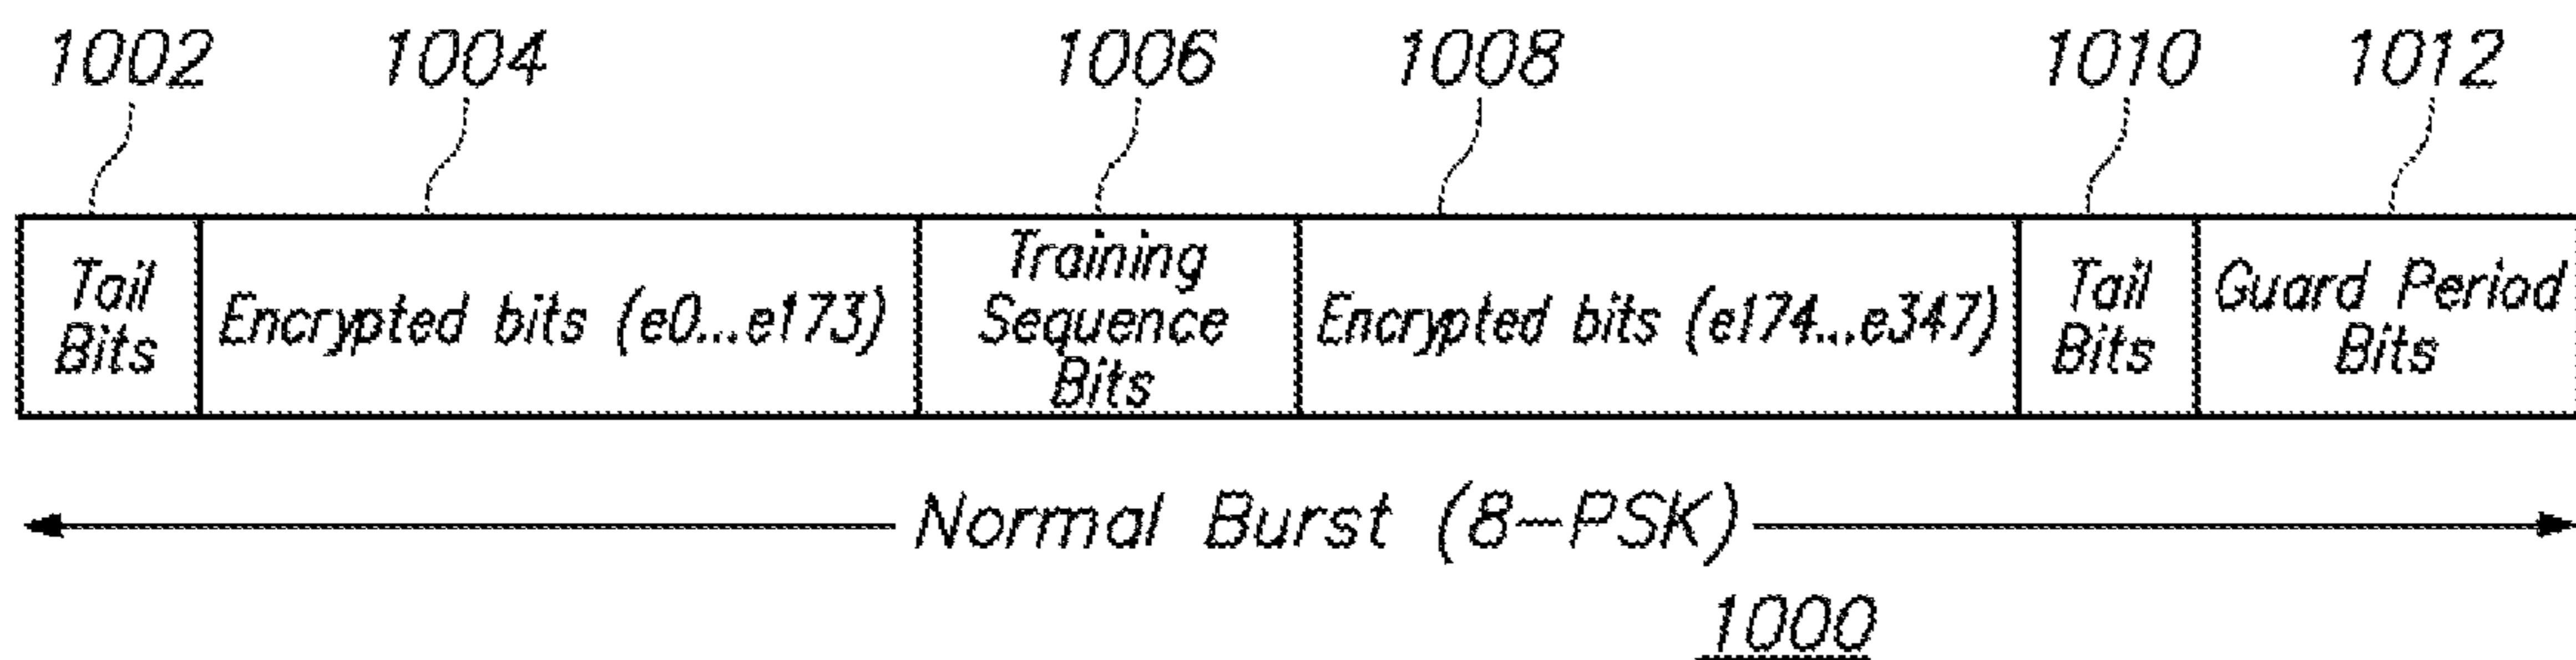 1002 1004 1006 1008 1010 1012
Tail
Bits
Encrypted bits (e0...e173)
Training
Sequence
Bits
Encrypted bits (e174...e347)
Tail
Bits
Guard Period
Bits
Normal Burst (8-PSK)
1000